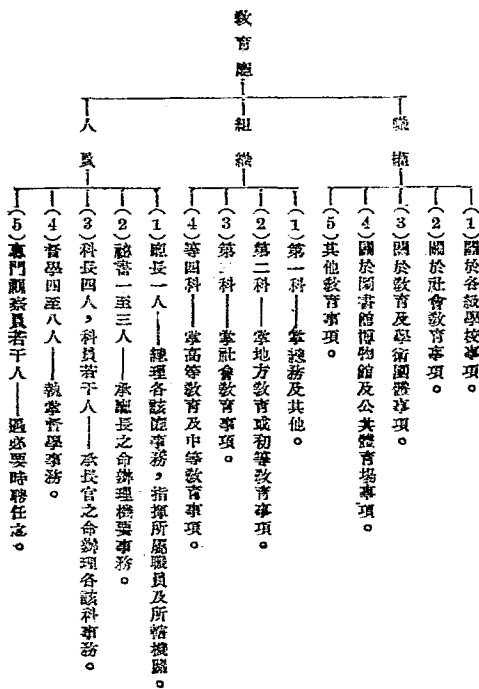 教育廳
職權
(1)關於各級學校事項。
(2)關於社會教育事項。
(3)關於教育及學術團體事項。
(4)關於圖書館博物館及公共體育場事項。
(5)其他教育事項。
組織
(1)第一科——掌總務及其他。
(2)第二科——掌地方教育或初等教育事項。
(3)第三科——掌社會教育事項。
(4)等四科——掌高等教育及中等教育事項。
人員
(1)廳長一人——綜理各該廳事務，指揮所屬職員及所轄機關。
(2)祕書一至三人——承廳長之命辦理機要事務。
(3)科長四人，科員若干人——承長官之命辦理各該科事務。
(4)督學四至八人——執掌督學事務。
(5)專門視察員若干人——遇必要時聘任之。